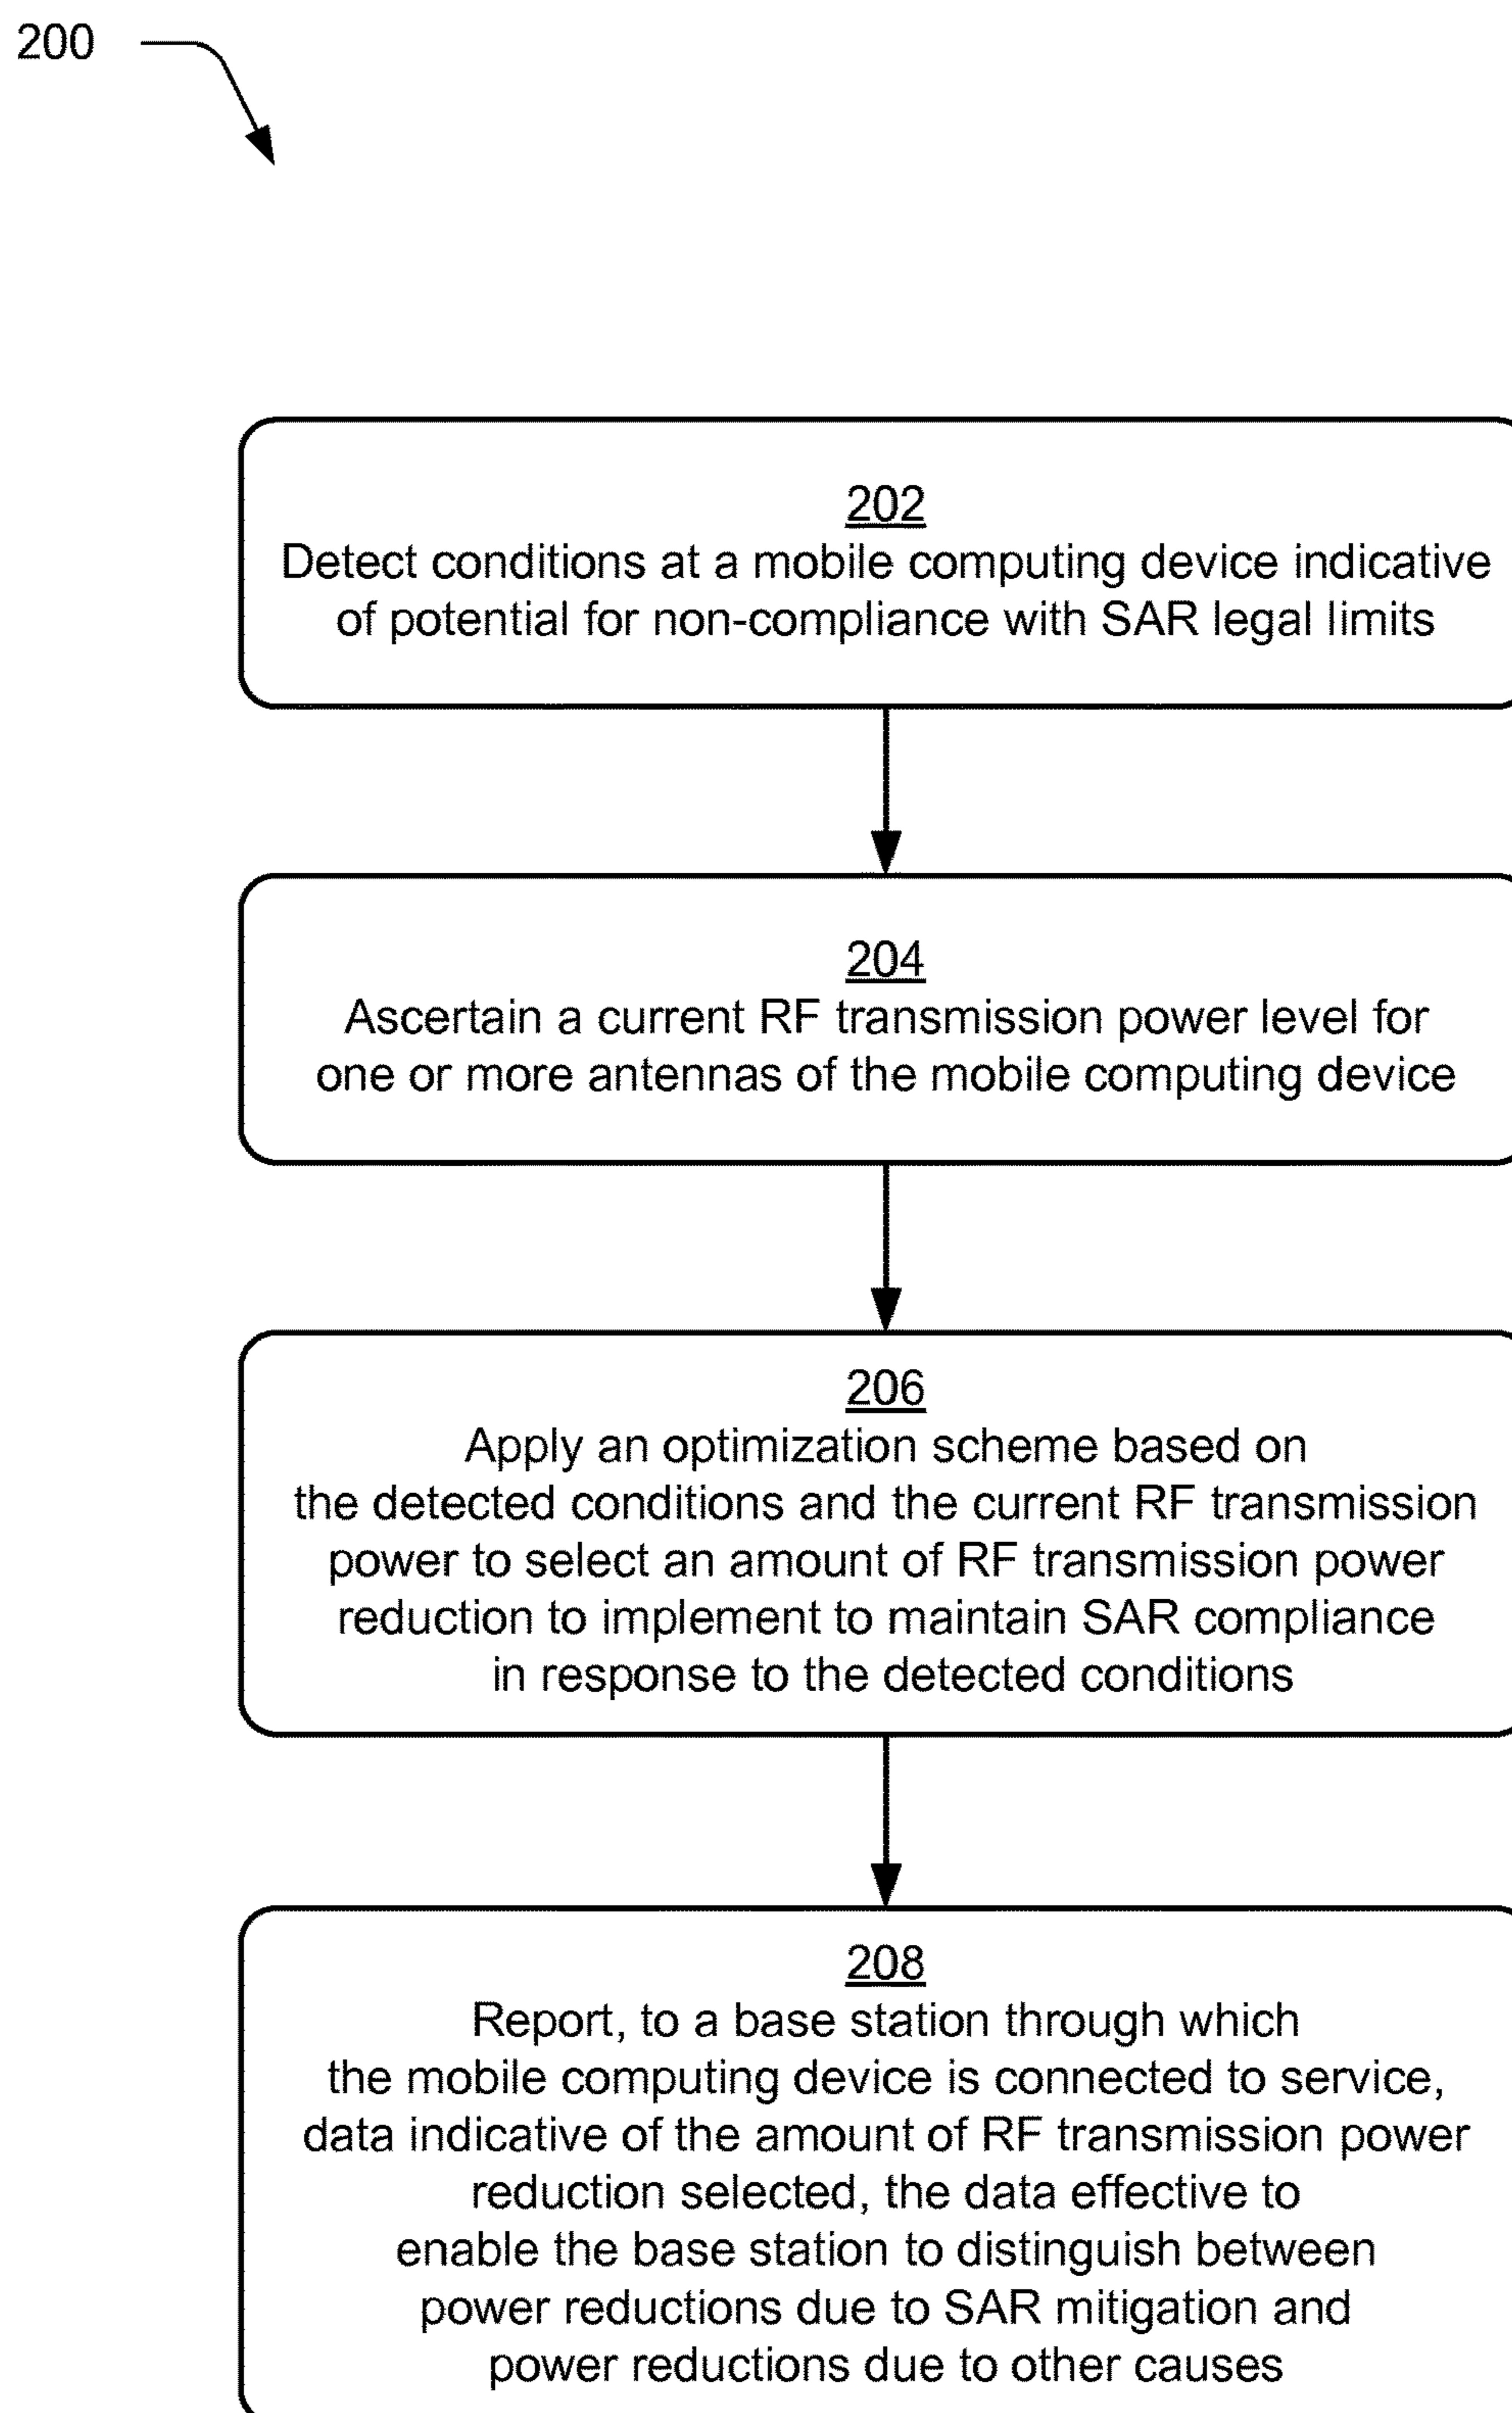 200
202
Detect conditions at a mobile computing device indicative
of potential for non-compliance with SAR legal limits
204
Ascertain a current RF transmission power level for
one or more antennas of the mobile computing device
206
Apply an optimization scheme based on
the detected conditions and the current RF transmission
power to select an amount of RF transmission power
reduction to implement to maintain SAR compliance
in response to the detected conditions
208
Report, to a base station through which
the mobile computing device is connected to service,
data indicative of the amount of RF transmission power
reduction selected, the data effective to
enable the base station to distinguish between
power reductions due to SAR mitigation and
power reductions due to other causes